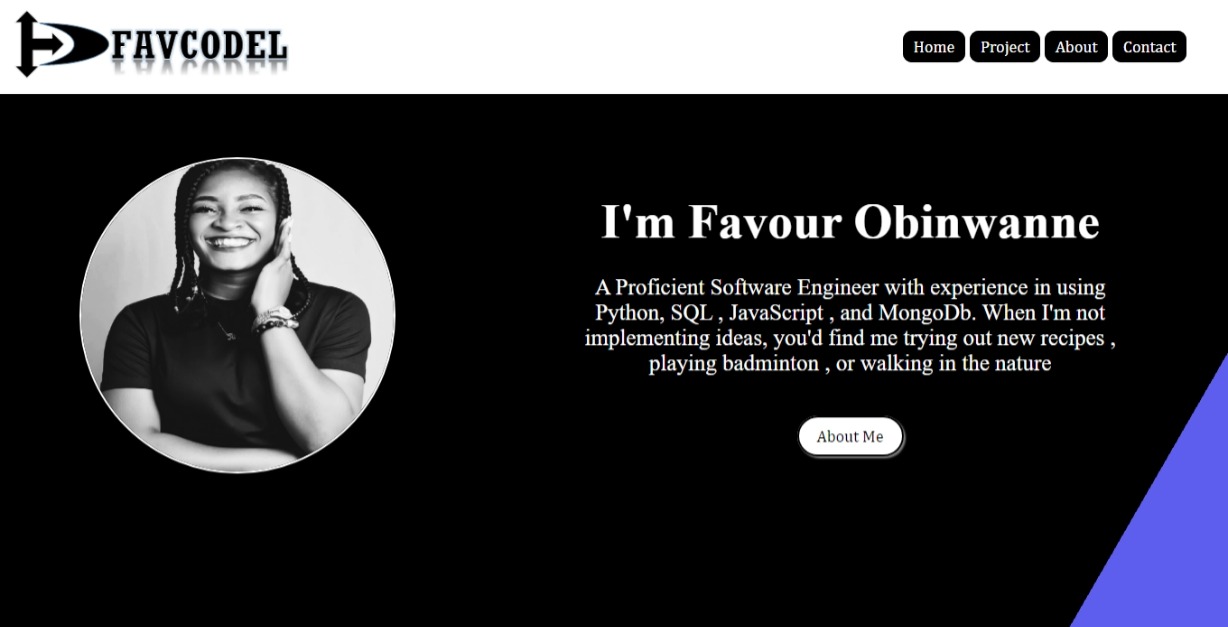 FAVCODEL
Home Project About Contact
I'm Favour Obinwanne
A Proficient Software Engineer with experience in using
Python, SQL , JavaScript , and MongoDb. When I'm not
implementing ideas, you'd find me trying out new recipes ,
playing badminton , or walking in the nature
About Me